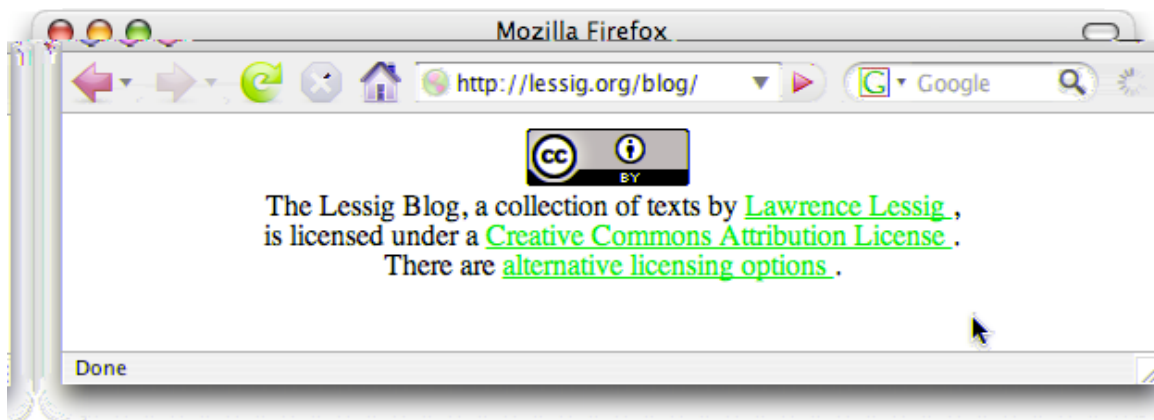 Mozilla Firefox
http://lessig.org/blog/ G Google
cc
BY
The Lessig Blog, a collection of texts by Lawrence Lessig ,
is licensed under a Creative Commons Attribution License .
There are alternative licensing options .
Done